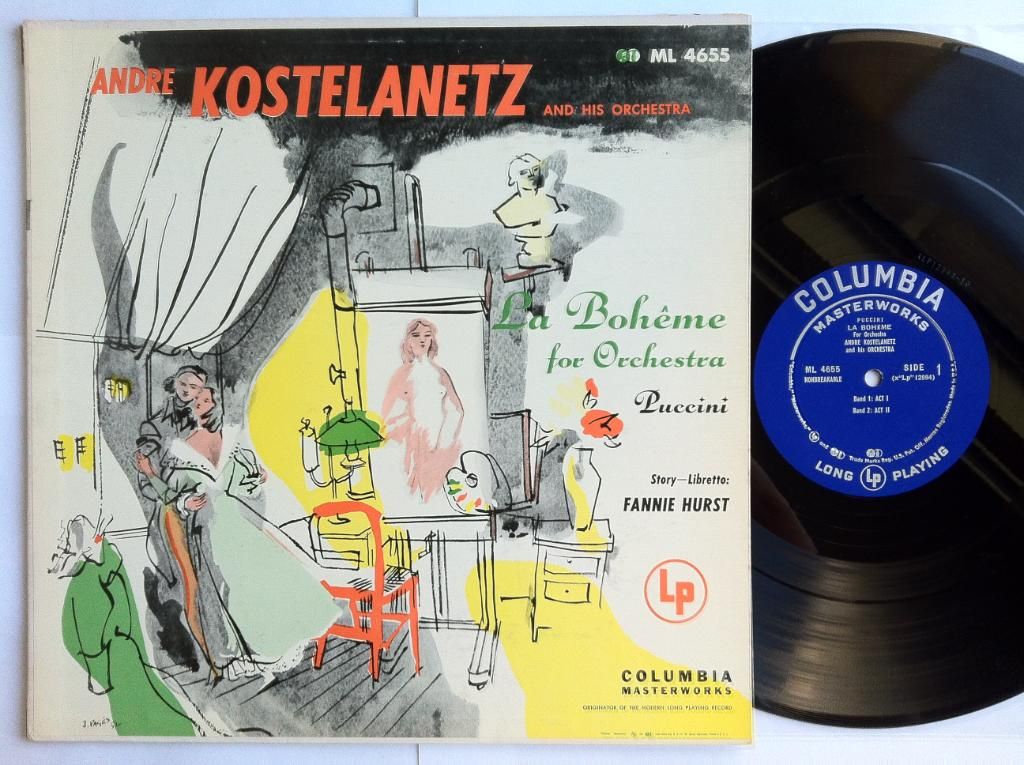 ML 4655
ANDRE KOSTELANETZ AND HIS ORCHESTRA
La Bohême
for Orchestra
Puccini
Story—Libretto:
FANNIE HURST
LP
COLUMBIA
MASTERWORKS
ORIGINATOR OF THE MODERN LONG PLAYING RECORD
COLUMBIA
MASTERWORKS
PUCCINI
LA BOHEME
For Orchestra
ANDRE KOSTELANETZ
and his ORCHESTRA
ML 4655
NONBREAKABLE
SIDE 1
(x"Lp" 12894)
Band 1: ACT I
Band 2: ACT II
LONG LP PLAYING